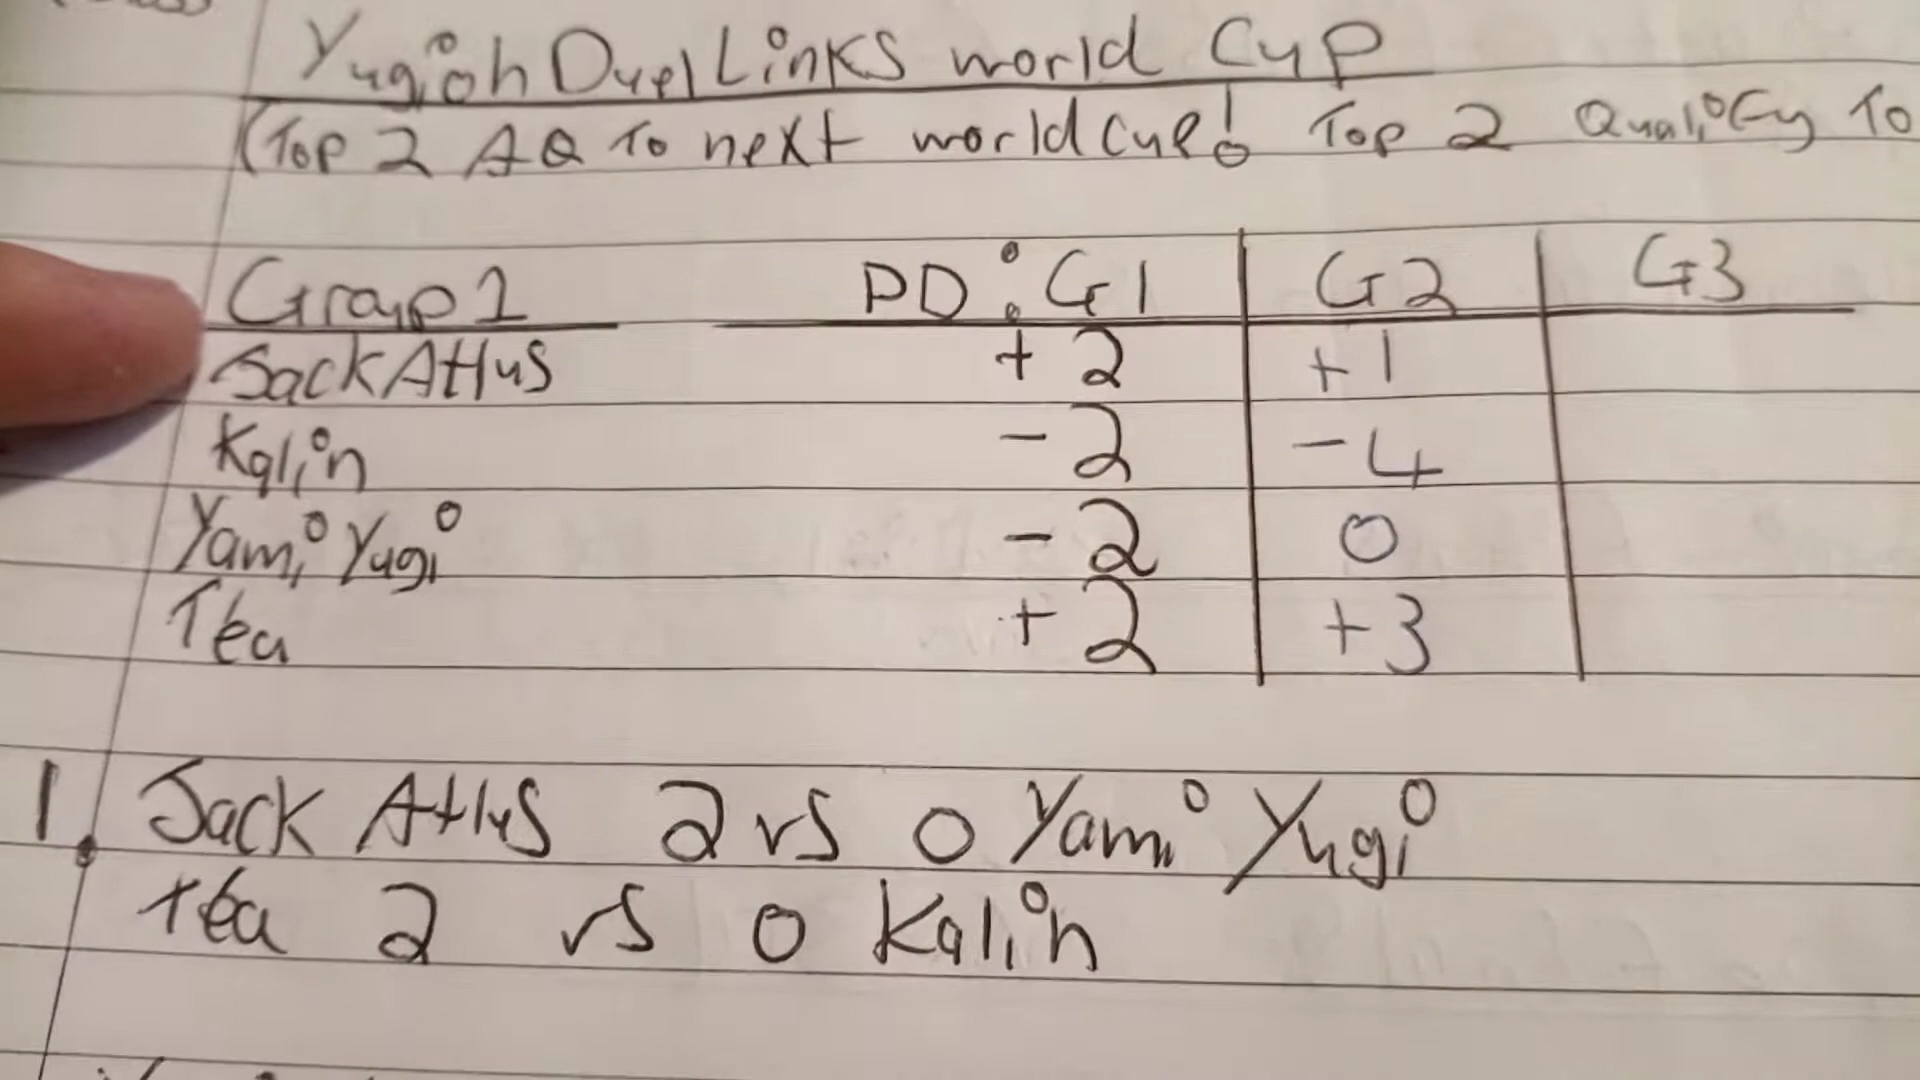 Yugioh Duel Links world Cup
(Top 2 AQ To next world cup! Top 2 Qualify To
Group 1 PD: G1 G2 G3
Jack Atlus +2 +1
Kalin -2 -4
Yami Yugi -2 0
Téa +2 +3
1. Jack Atlus 2 vs 0 Yami Yugi
Téa 2 vs 0 Kalin